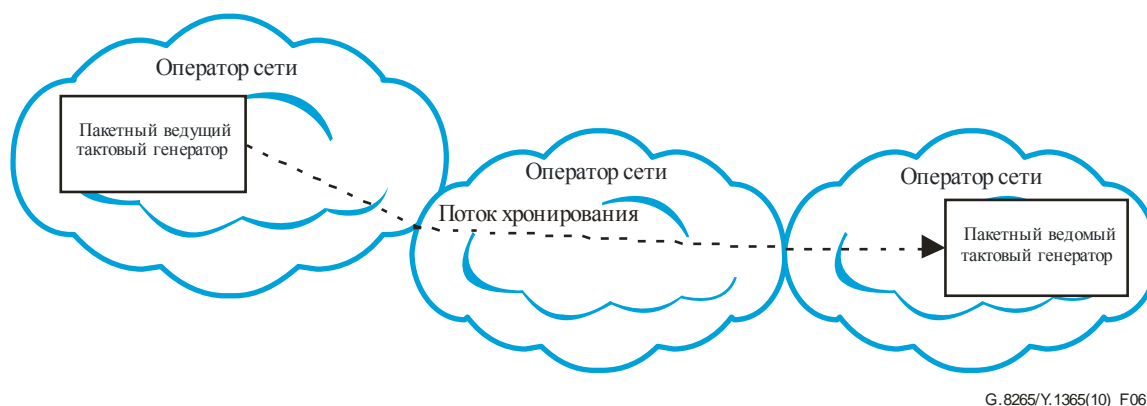 Оператор сети
Пакетный ведущий
тактовый генератор
Оператор сети
Поток хронирования
Оператор сети
Пакетный ведомый
тактовый генератор
G.8265/Y.1365(10)_F06